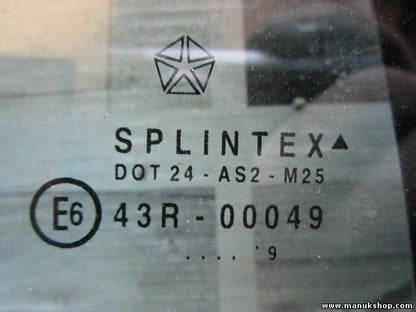 SPLINTEX▲
DOT 24 - AS2 - M25
E6 43R - 00049
.... '9
www.manukshop.com